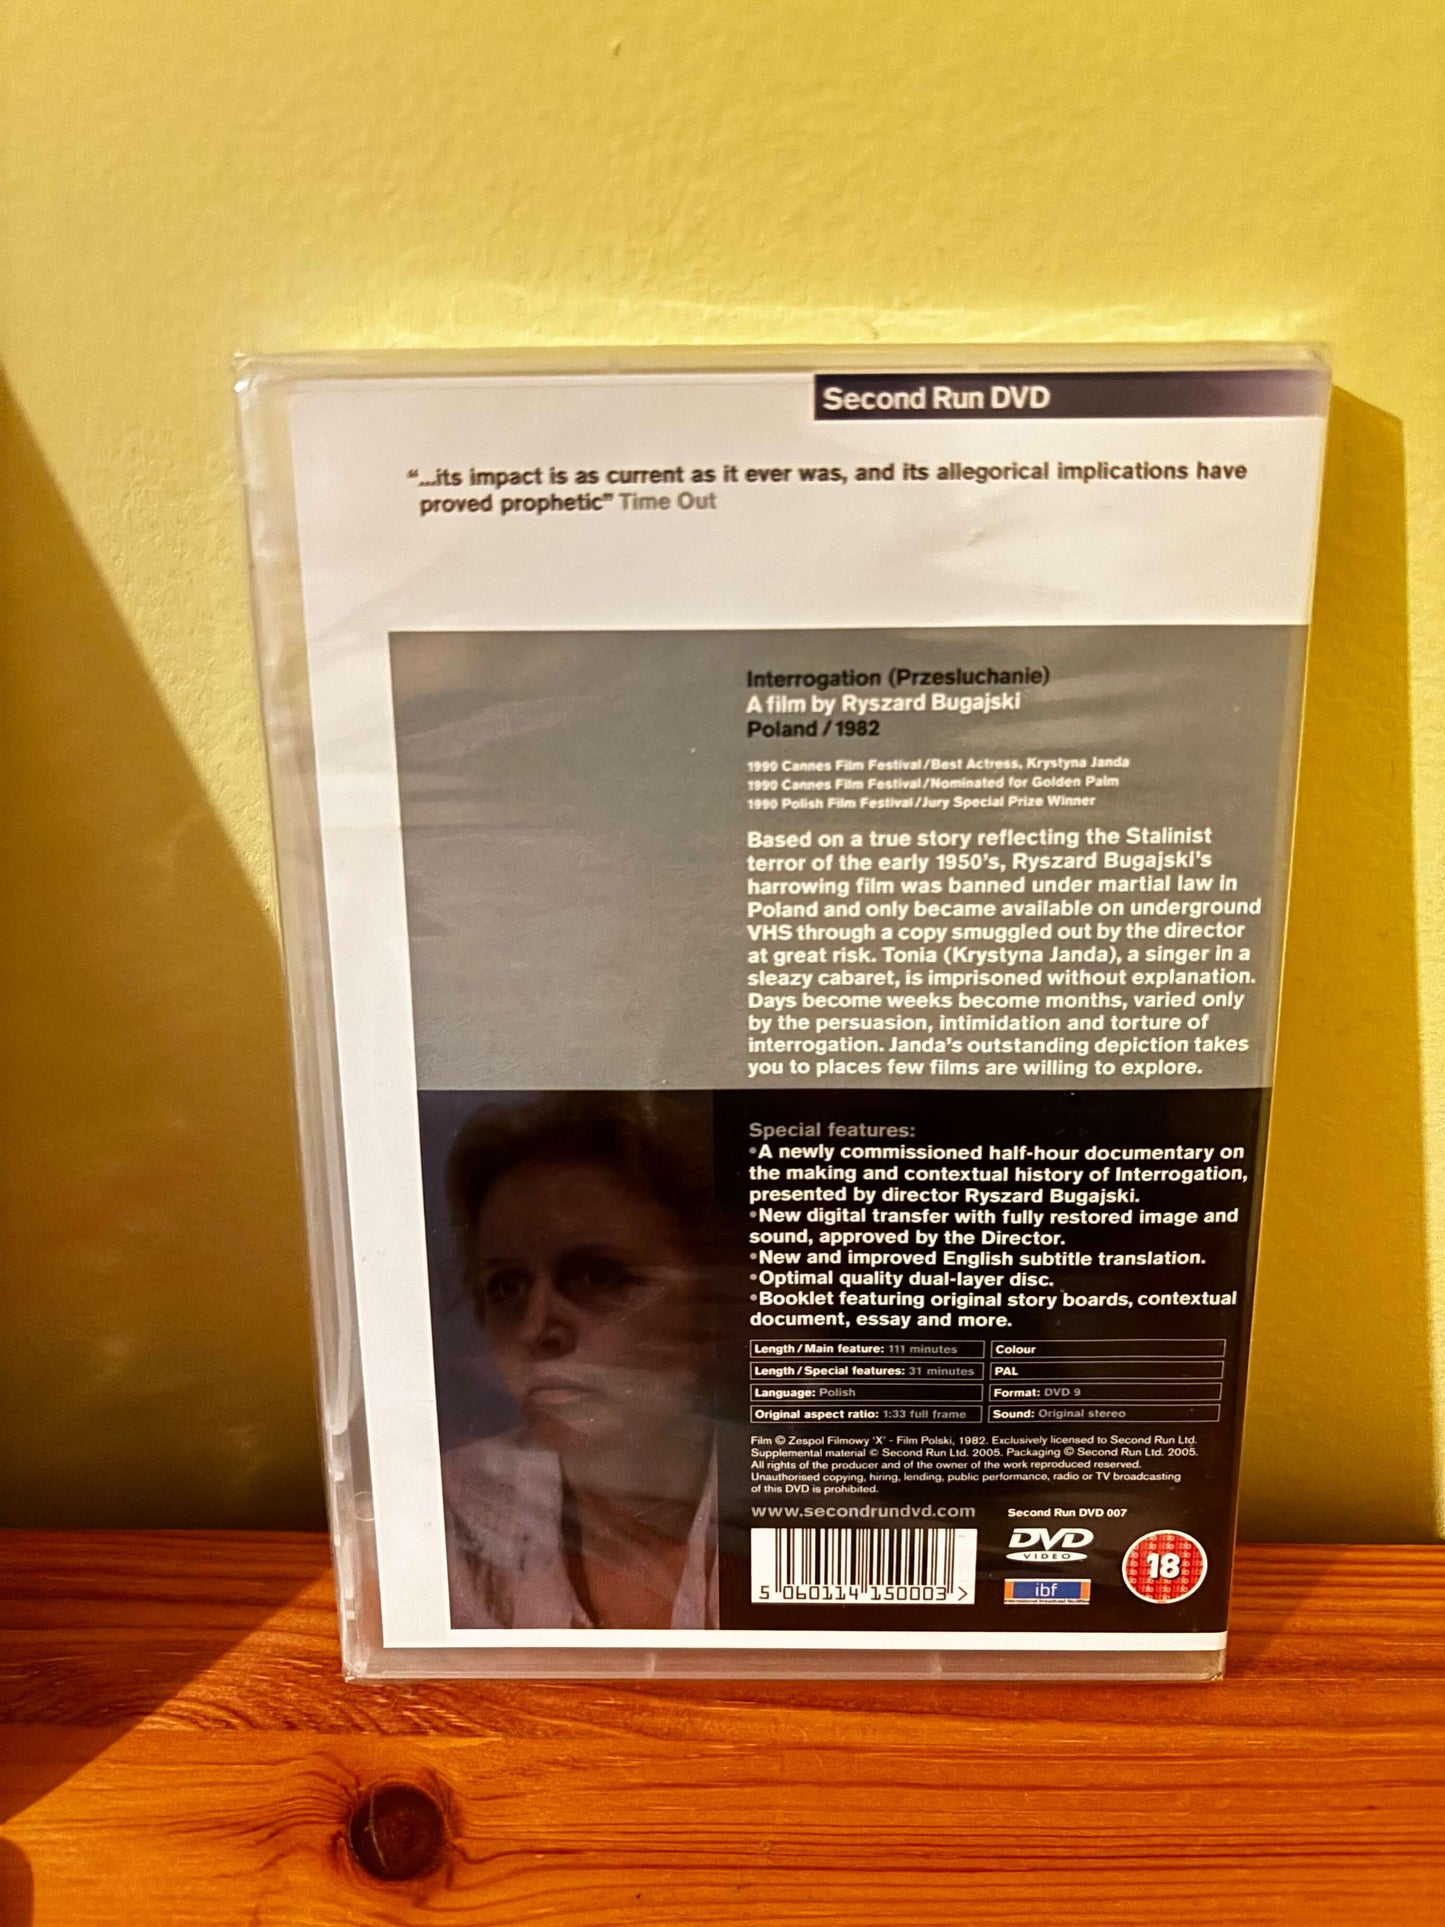 Second Run DVD
“...its impact is as current as it ever was, and its allegorical implications have
proved prophetic” Time Out
Interrogation (Przesluchanie)
A film by Ryszard Bugajski
Poland / 1982
1990 Cannes Film Festival/Best Actress, Krystyna Janda
1990 Cannes Film Festival/Nominated for Golden Palm
1990 Polish Film Festival/Jury Special Prize Winner
Based on a true story reflecting the Stalinist
terror of the early 1950's, Ryszard Bugajski's
harrowing film was banned under martial law in
Poland and only became available on underground
VHS through a copy smuggled out by the director
at great risk. Tonia (Krystyna Janda), a singer in a
sleazy cabaret, is imprisoned without explanation.
Days become weeks become months, varied only
by the persuasion, intimidation and torture of
interrogation. Janda's outstanding depiction takes
you to places few films are willing to explore.
Special features:
•A newly commissioned half-hour documentary on
the making and contextual history of Interrogation,
presented by director Ryszard Bugajski.
•New digital transfer with fully restored image and
sound, approved by the Director.
•New and improved English subtitle translation.
•Optimal quality dual-layer disc.
•Booklet featuring original story boards, contextual
document, essay and more.
Length/Main feature: 111 minutes Colour
Length/Special features: 31 minutes PAL
Language: Polish Format: DVD 9
Original aspect ratio: 1:33 full frame Sound: Original stereo
Film © Zespol Filmowy 'X' - Film Polski, 1982. Exclusively licensed to Second Run Ltd.
Supplemental material © Second Run Ltd. 2005. Packaging © Second Run Ltd. 2005.
All rights of the producer and of the owner of the work reproduced reserved.
Unauthorised copying, hiring, lending, public performance, radio or TV broadcasting
of this DVD is prohibited.
www.secondrundvd.com Second Run DVD 007
DVD
VIDEO
18
ibf
5 060114 150003 >